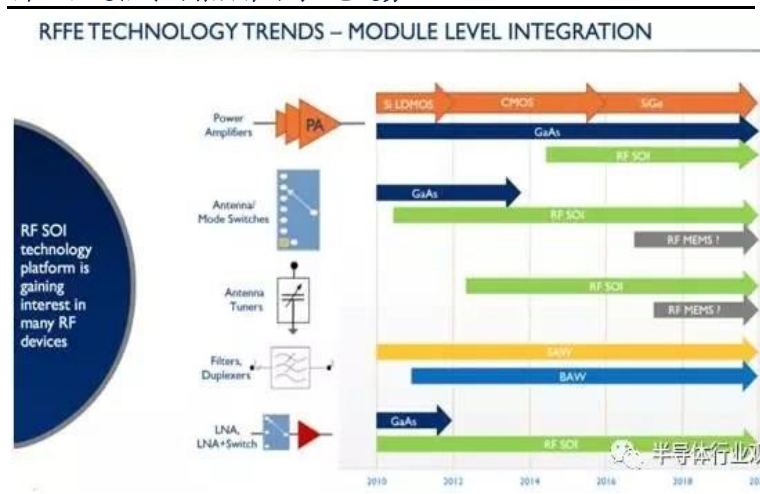 RFFE TECHNOLOGY TRENDS – MODULE LEVEL INTEGRATION
RF SOI
technology
platform is
gaining
interest in
many RF
devices
Power
Amplifiers
PA
Si LDMOS
CMOS
SiGe
GaAs
RF SOI
Antenna/
Mode Switches
GaAs
RF SOI
RF MEMS ?
Antenna
Tuners
RF SOI
RF MEMS ?
Filters,
Duplexers
SAW
BAW
LNA,
LNA+Switch
GaAs
RF SOI
半导体行业观
2010
2012
2014
2016
2018